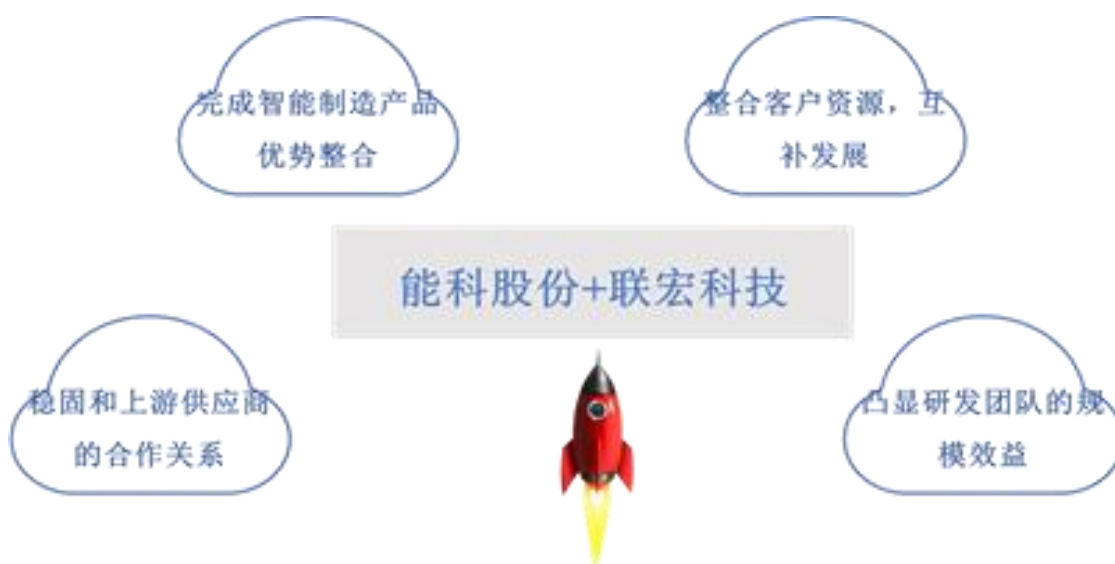 完成智能制造产品
优势整合
整合客户资源，互
补发展
能科股份+联宏科技
稳固和上游供应商
的合作关系
凸显研发团队的规
模效益